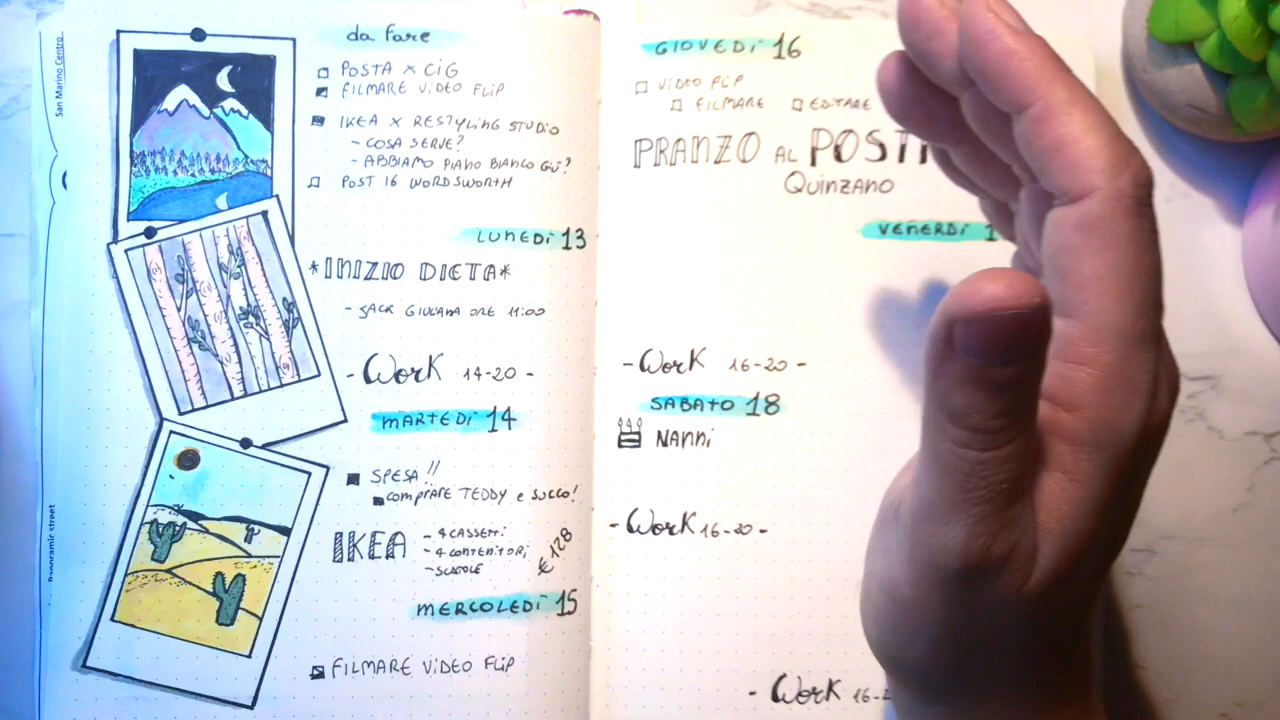 San Marino Centro
Panoramic street
da fare
POSTA x CIG
FILMARE VIDEO FLIP
IKEA x RESTYLING STUDIO
- COSA SERVE?
- ABBIAMO PIANO BIANCO GIÙ?
POST 16 WORDSWORTH
LUNEDÌ 13
*INIZIO DIETA*
- JACK GIULIANA ORE 11:00
- Work 14-20 -
MARTEDÌ 14
SPESA!!
COMPRARE TEDDY e SUCCO!
IKEA
- 4 CASSETTI
- 4 CONTENITORI
- SCATOLE
€ 128
MERCOLEDÌ 15
FILMARE VIDEO FLIP
GIOVEDÌ 16
VIDEO FLIP
FILMARE EDITARE
PRANZO AL POSTI
Quinzano
VENERDÌ 1
- Work 16-20 -
SABATO 18
NANNI
- Work 16-20 -
- Work 16-2